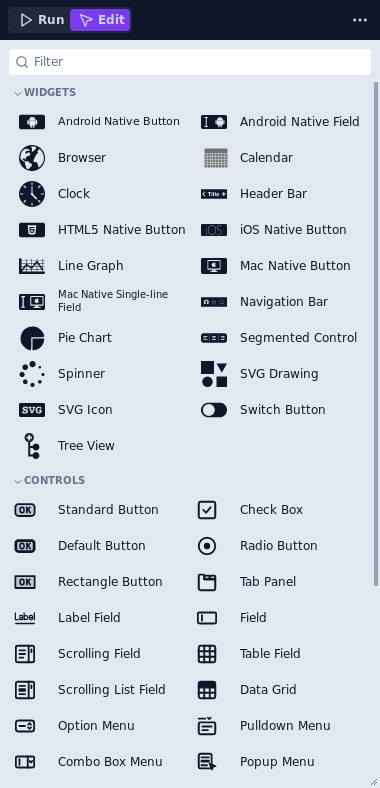 Run Edit
Filter
WIDGETS
Android Native Button Android Native Field
Browser Calendar
Clock Header Bar
HTML5 Native Button iOS Native Button
Line Graph Mac Native Button
Mac Native Single-line
Field
Navigation Bar
Pie Chart Segmented Control
Spinner SVG Drawing
SVG SVG Icon Switch Button
Tree View
CONTROLS
OK Standard Button Check Box
OK Default Button Radio Button
OK Rectangle Button Tab Panel
Label Label Field Field
Scrolling Field Table Field
Scrolling List Field Data Grid
Option Menu Pulldown Menu
Combo Box Menu Popup Menu